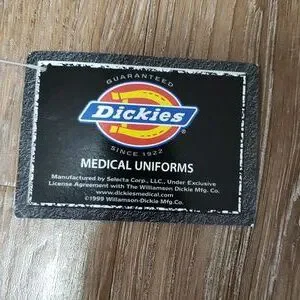 GUARANTEED
Dickies®
SINCE 1922
MEDICAL UNIFORMS
Manufactured by Selecta Corp., LLC., Under Exclusive
License Agreement with The Williamson Dickie Mfg. Co.
www.dickiesmedical.com
©1999 Williamson-Dickie Mfg. Co.